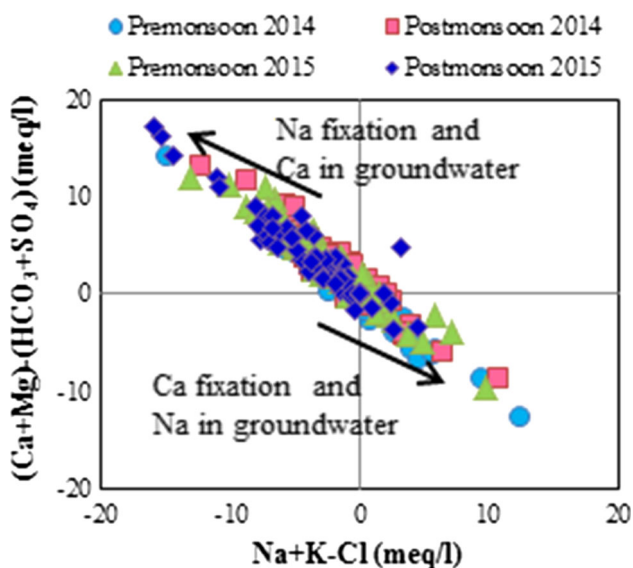 Premonsoon 2014 Postmonsoon 2014
Premonsoon 2015 Postmonsoon 2015
20
10
0
-10
-20
-20 -10 0 10 20
Na fixation and
Ca in groundwater
Ca fixation and
Na in groundwater
(Ca+Mg)-(HCO₃+SO₄) (meq/l)
Na+K-Cl (meq/l)